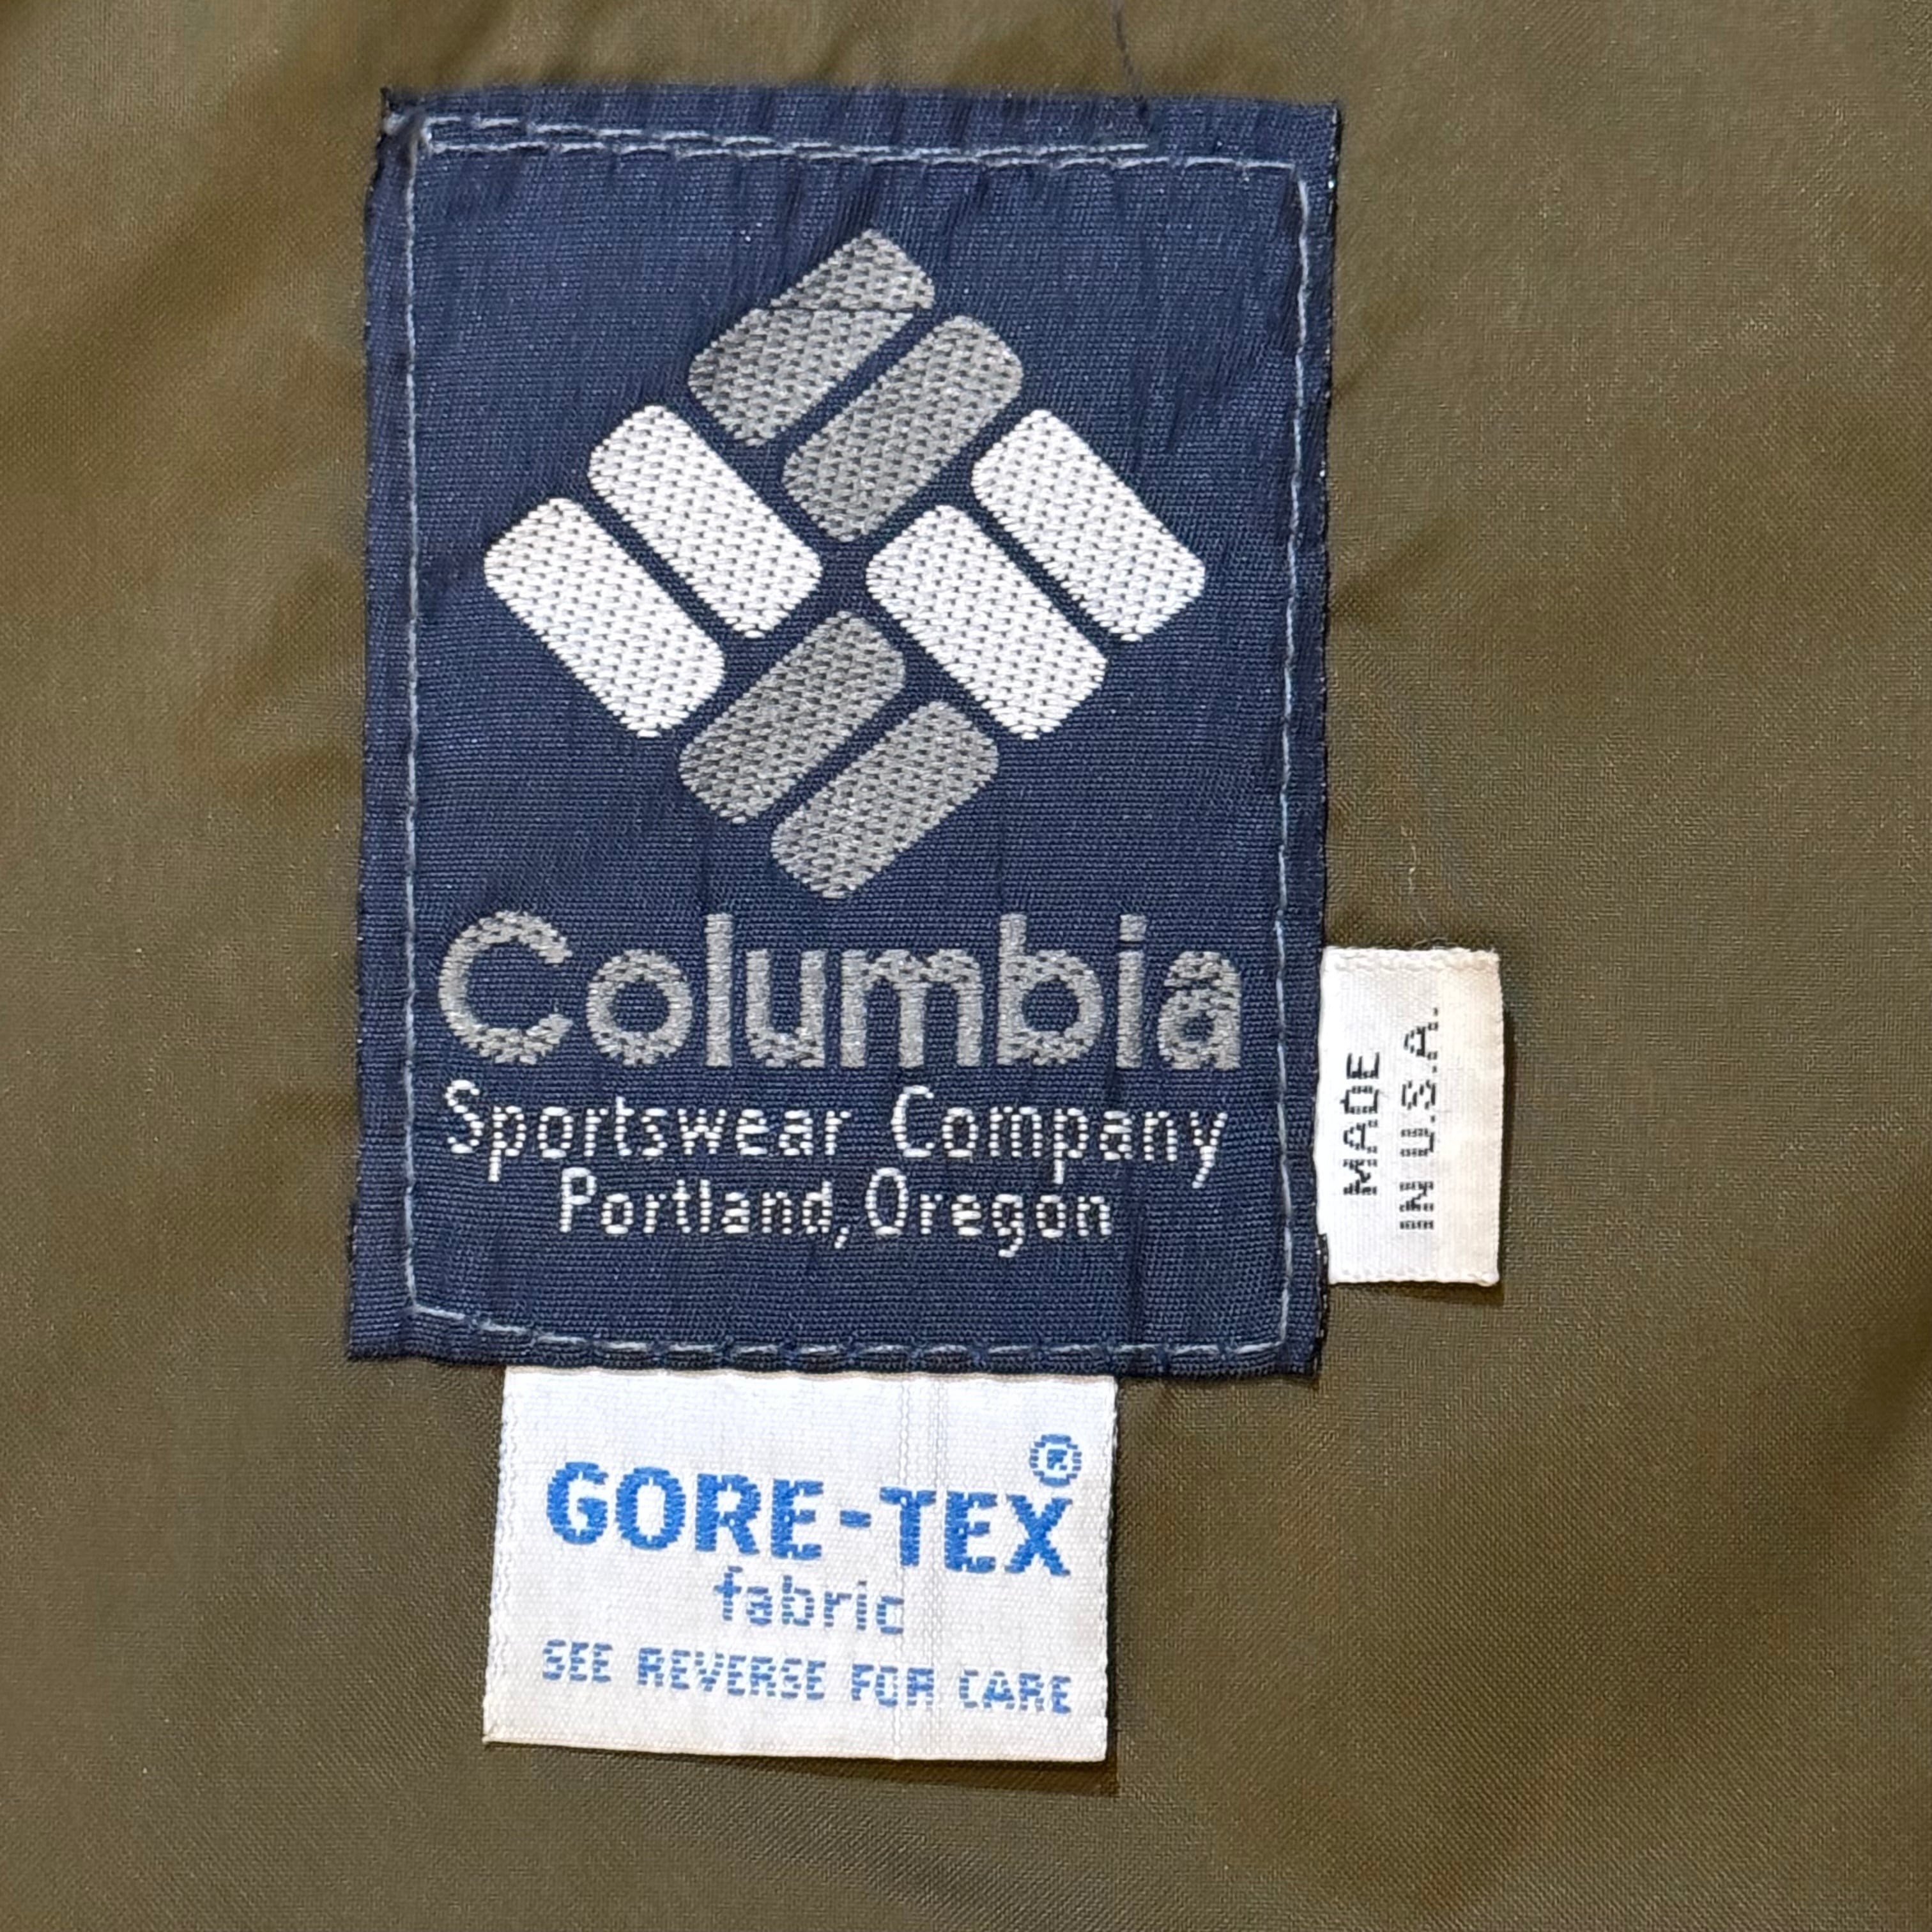 Columbia
Sportswear Company
Portland, Oregon
MADE
IN U.S.A.
GORE-TEX®
fabric
SEE REVERSE FOR CARE